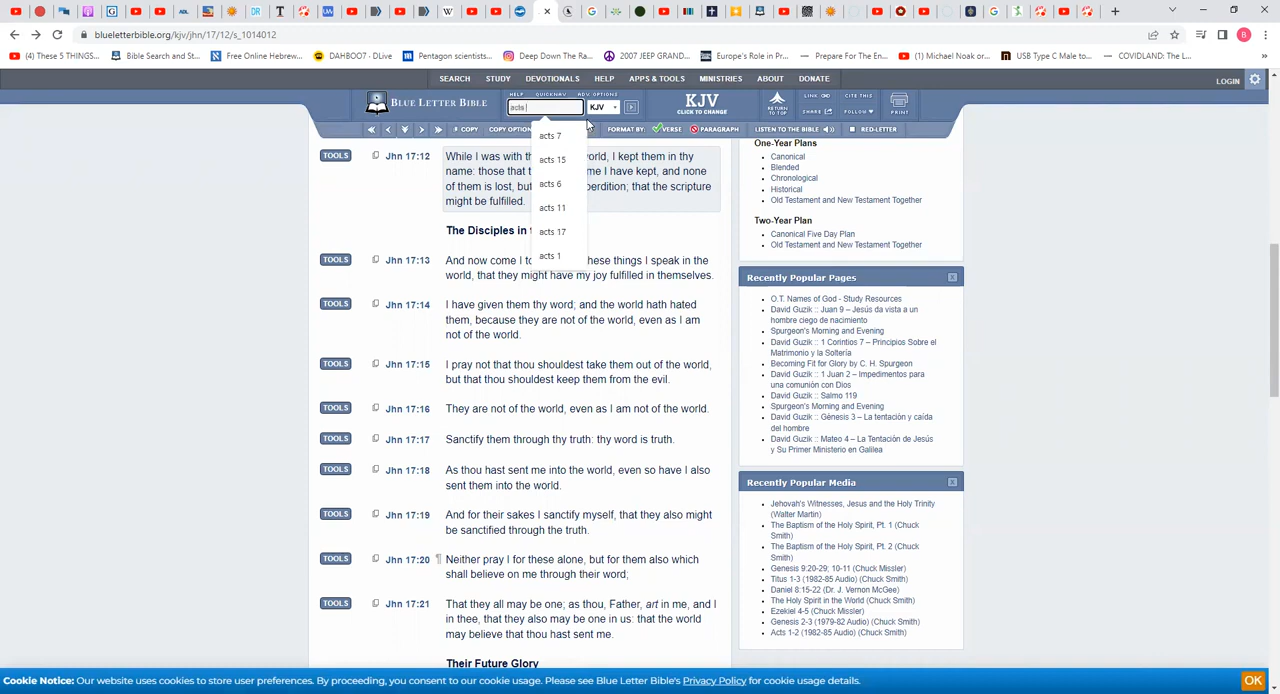 DR
T
G
W
G
G
blueletterbible.org/kjv/jhn/17/12/s_1014012
B
(4) These 5 THINGS...
Bible Search and St...
Free Online Hebrew...
DAHBOO7 - DLive
Pentagon scientists...
Deep Down The Ra...
2007 JEEP GRAND...
Europe's Role in Pr...
Prepare For The En...
(1) Michael Noak or...
USB Type C Male to...
COVIDLAND: The L...
»
SEARCH STUDY DEVOTIONALS HELP APPS & TOOLS MINISTRIES ABOUT DONATE
LOGIN
BLUE LETTER BIBLE
HELP QUICKNAV ADV. OPTIONS
acts
KJV
KJV
CLICK TO CHANGE
RETURN
TO TOP
LINK
CITE THIS
SHARE
FOLLOW
PRINT
COPY
COPY OPTION
FORMAT BY
VERSE
PARAGRAPH
LISTEN TO THE BIBLE
RED-LETTER
acts 7
acts 15
acts 6
acts 11
acts 17
acts 1
TOOLS Jhn 17:12 While I was with th orld, I kept them in thy
name: those that t me I have kept, and none
of them is lost, but perdition; that the scripture
might be fulfilled.
The Disciples in t
TOOLS Jhn 17:13 And now come I to hese things I speak in the
world, that they might have my joy fulfilled in themselves.
TOOLS Jhn 17:14 I have given them thy word; and the world hath hated
them, because they are not of the world, even as I am
not of the world.
TOOLS Jhn 17:15 I pray not that thou shouldest take them out of the world,
but that thou shouldest keep them from the evil.
TOOLS Jhn 17:16 They are not of the world, even as I am not of the world.
TOOLS Jhn 17:17 Sanctify them through thy truth: thy word is truth.
TOOLS Jhn 17:18 As thou hast sent me into the world, even so have I also
sent them into the world.
TOOLS Jhn 17:19 And for their sakes I sanctify myself, that they also might
be sanctified through the truth.
TOOLS Jhn 17:20 ¶ Neither pray I for these alone, but for them also which
shall believe on me through their word;
TOOLS Jhn 17:21 That they all may be one; as thou, Father, art in me, and I
in thee, that they also may be one in us: that the world
may believe that thou hast sent me.
Their Future Glory
One-Year Plans
Canonical
Blended
Chronological
Historical
Old Testament and New Testament Together
Two-Year Plan
Canonical Five Day Plan
Old Testament and New Testament Together
Recently Popular Pages
O.T. Names of God - Study Resources
David Guzik :: Juan 9 – Jesús da vista a un
hombre ciego de nacimiento
Spurgeon's Morning and Evening
David Guzik :: 1 Corintios 7 – Principios Sobre el
Matrimonio y la Soltería
Becoming Fit for Glory by C. H. Spurgeon
David Guzik :: 1 Juan 2 – Impedimentos para
una comunión con Dios
David Guzik :: Salmo 119
Spurgeon's Morning and Evening
David Guzik :: Génesis 3 – La tentación y caída
del hombre
David Guzik :: Mateo 4 – La Tentación de Jesús
y Su Primer Ministerio en Galilea
Recently Popular Media
Jehovah's Witnesses, Jesus and the Holy Trinity
(Walter Martin)
The Baptism of the Holy Spirit, Pt. 1 (Chuck
Smith)
The Baptism of the Holy Spirit, Pt. 2 (Chuck
Smith)
Genesis 9:20-29; 10-11 (Chuck Missler)
Titus 1-3 (1982-85 Audio) (Chuck Smith)
Daniel 8:15-22 (Dr. J. Vernon McGee)
The Holy Spirit in the World (Chuck Smith)
Ezekiel 4-5 (Chuck Missler)
Genesis 2-3 (1979-82 Audio) (Chuck Smith)
Acts 1-2 (1982-85 Audio) (Chuck Smith)
Cookie Notice: Our website uses cookies to store user preferences. By proceeding, you consent to our cookie usage. Please see Blue Letter Bible's Privacy Policy for cookie usage details.
OK